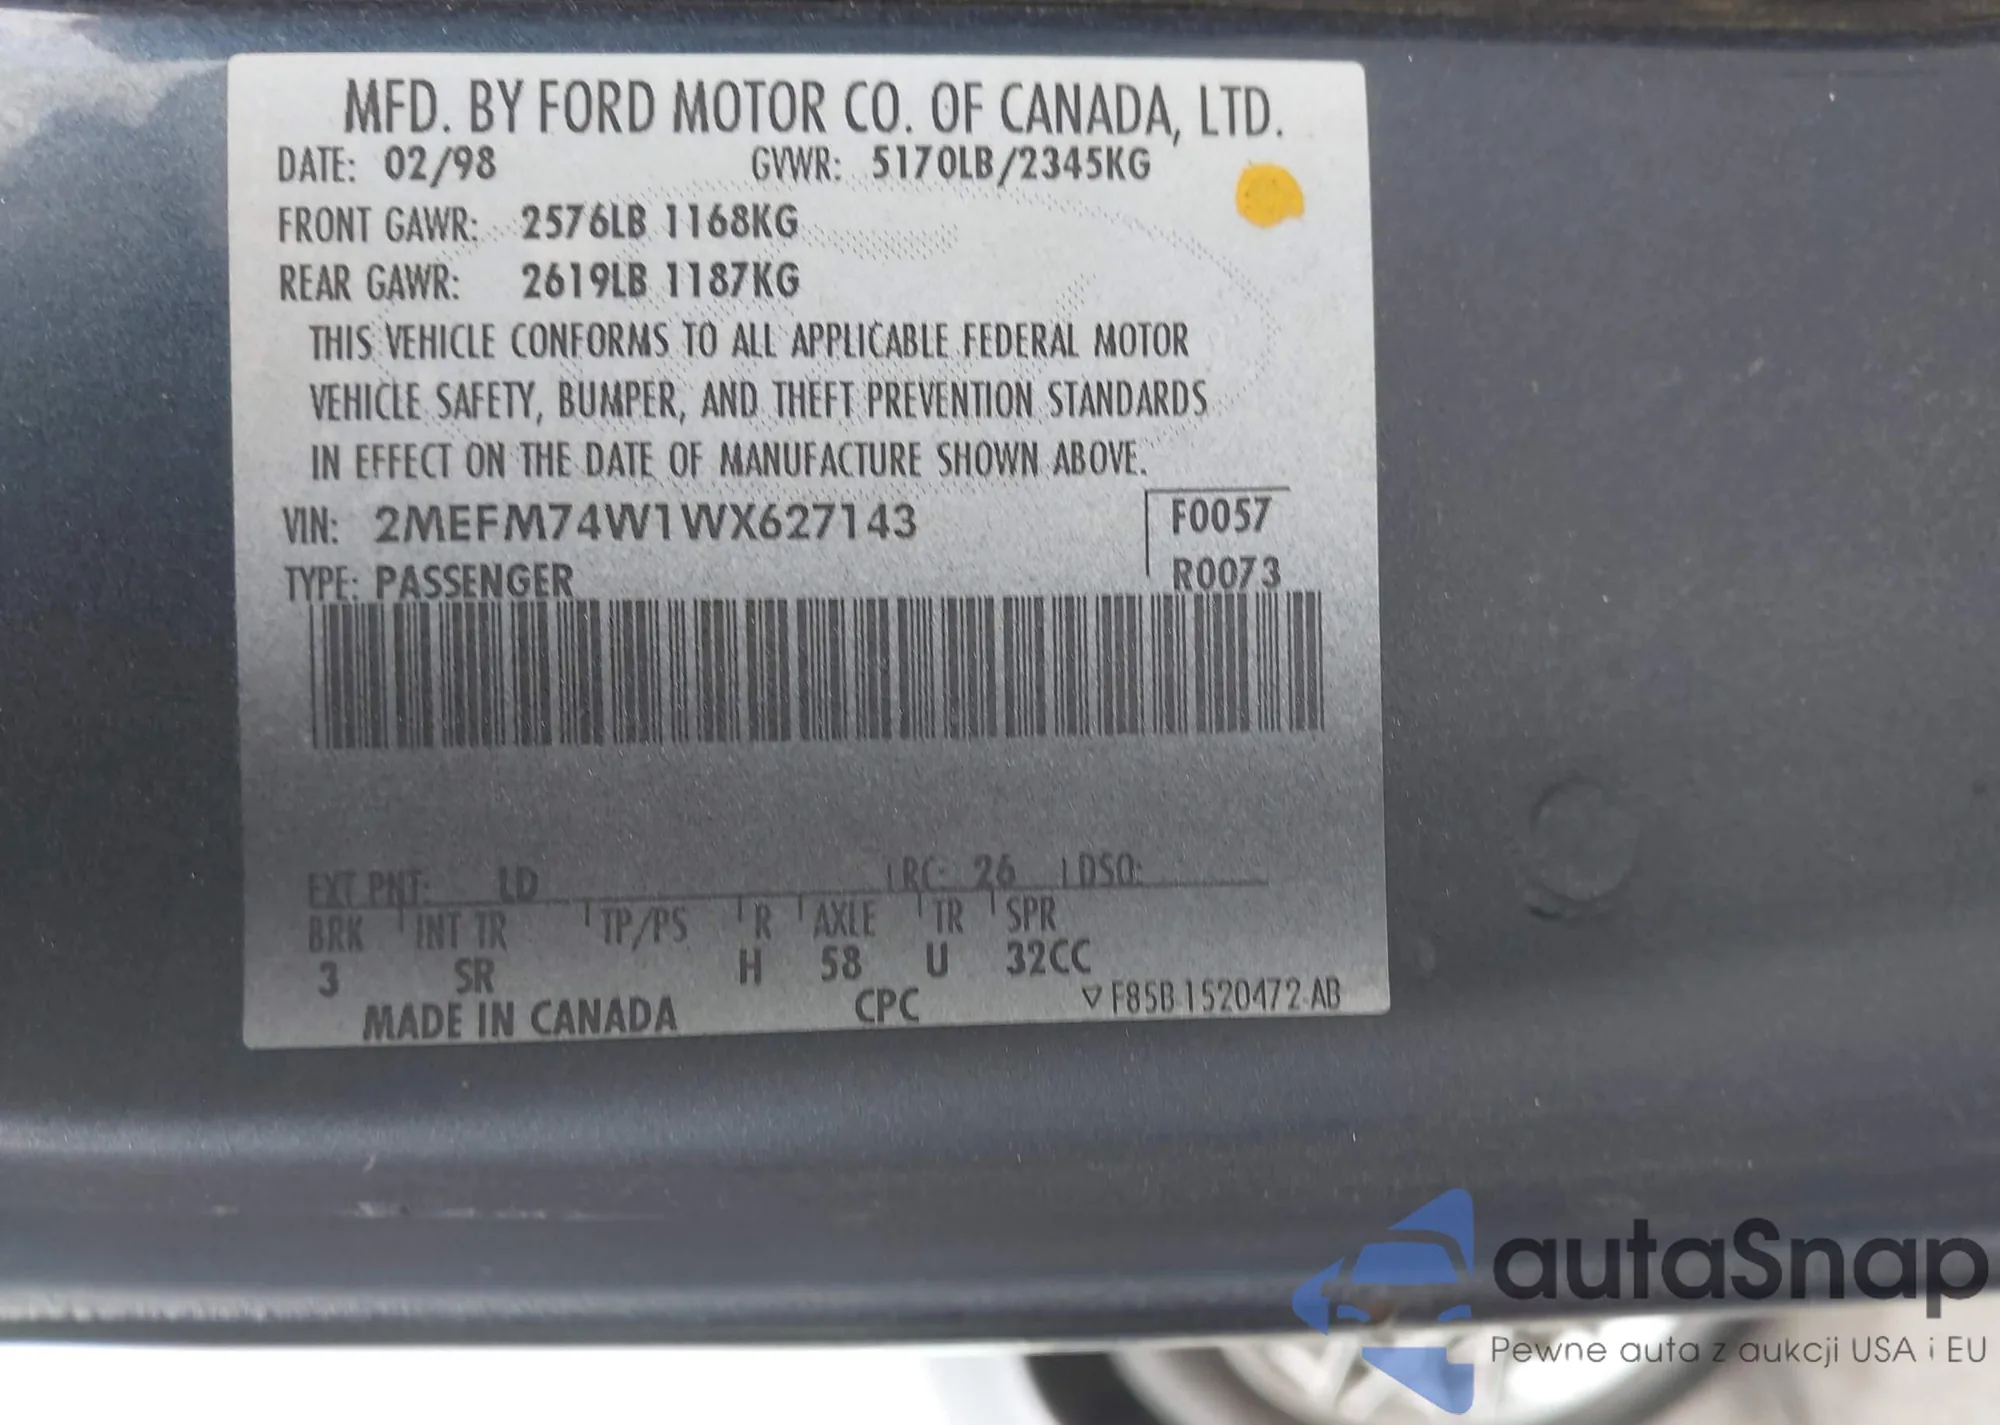 MFD. BY FORD MOTOR CO. OF CANADA, LTD.
DATE: 02/98 GVWR: 5170LB/2345KG
FRONT GAWR: 2576LB 1168KG
REAR GAWR: 2619LB 1187KG
THIS VEHICLE CONFORMS TO ALL APPLICABLE FEDERAL MOTOR
VEHICLE SAFETY, BUMPER, AND THEFT PREVENTION STANDARDS
IN EFFECT ON THE DATE OF MANUFACTURE SHOWN ABOVE.
VIN: 2MEFM74W1WX627143 F0057
TYPE: PASSENGER R0073
EXT PNT: LD RC: 26 DSO:
BRK INT TR TP/PS R AXLE TR SPR
3 SR H 58 U 32CC
MADE IN CANADA CPC F85B-1520472-AB
autaSnap
Pewne auta z aukcji USA i EU